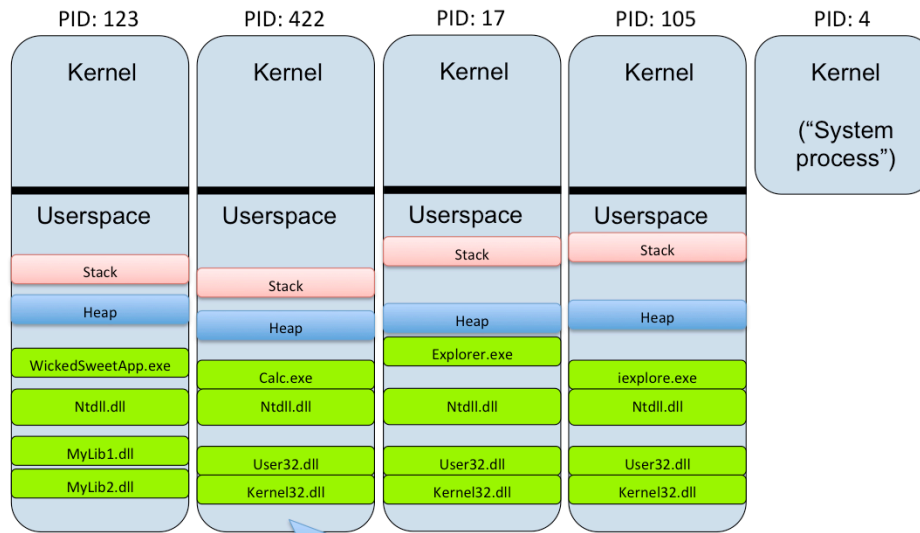 PID: 123
Kernel
Userspace
Stack
Heap
WickedSweetApp.exe
Ntdll.dll
MyLib1.dll
MyLib2.dll
PID: 422
Kernel
Userspace
Stack
Heap
Calc.exe
Ntdll.dll
User32.dll
Kernel32.dll
PID: 17
Kernel
Userspace
Stack
Heap
Explorer.exe
Ntdll.dll
User32.dll
Kernel32.dll
PID: 105
Kernel
Userspace
Stack
Heap
iexplore.exe
Ntdll.dll
User32.dll
Kernel32.dll
PID: 4
Kernel
(“System
process”)